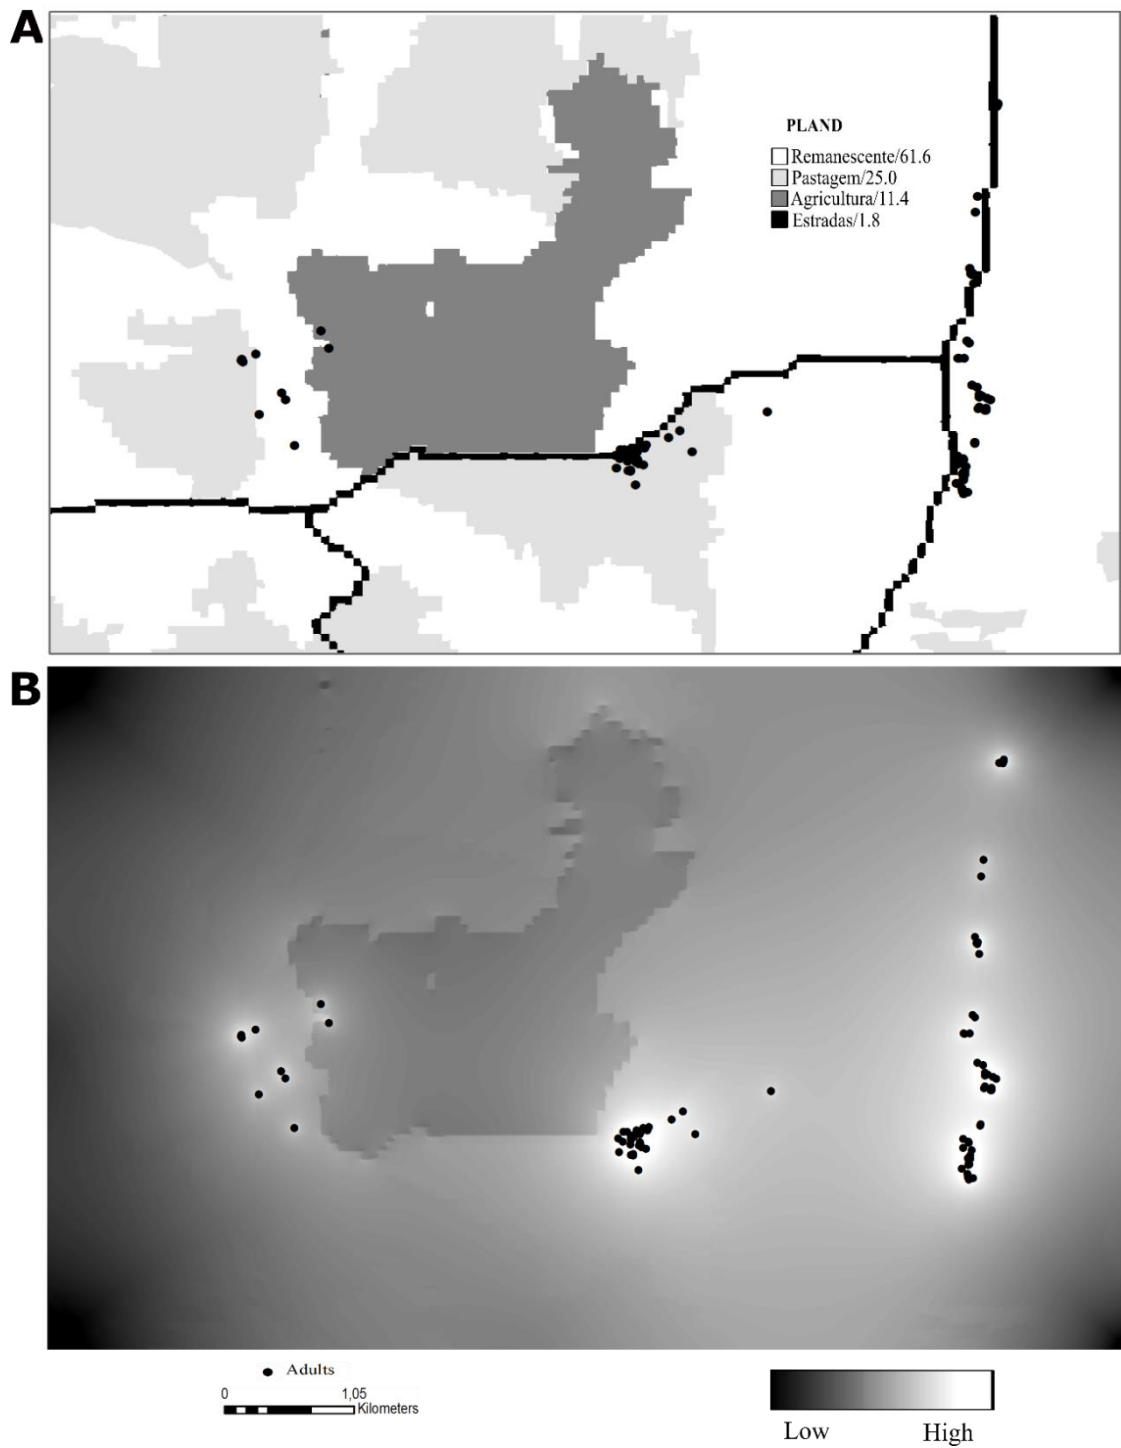 A
PLAND
Remanescente/61.6
Pastagem/25.0
Agricultura/11.4
Estradas/1.8
B
Adults
0 1,05
Kilometers
Low High